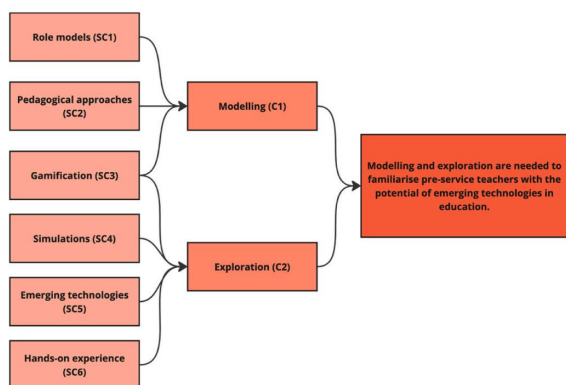 Role models (SC1)
Pedagogical approaches
(SC2)
Modelling (C1)
Gamification (SC3)
Modelling and exploration are needed to
familiarise pre-service teachers with the
potential of emerging technologies in
education.
Simulations (SC4)
Exploration (C2)
Emerging technologies
(SC5)
Hands-on experience
(SC6)